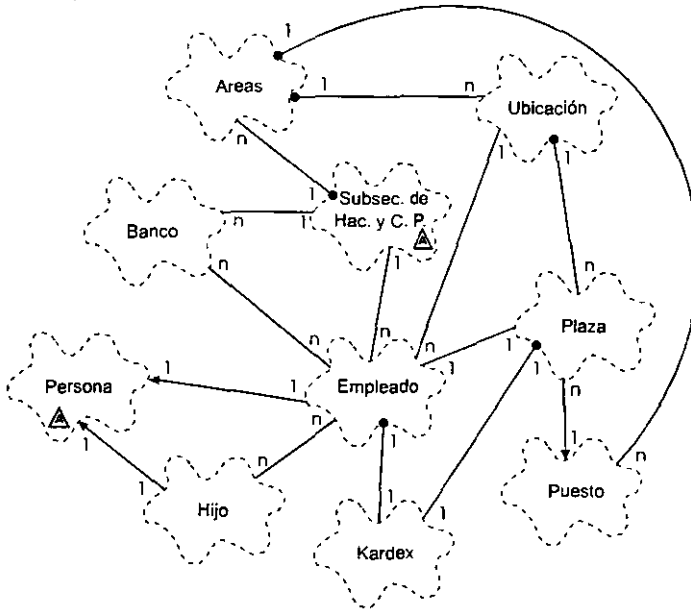 1
Areas
1
n
Ubicación
n
1
1
1
Subsec. de
Hac. y C. P.
A
n
1
1
Banco
n
n
n
Plaza
n
n
1
1
1
n
Persona
A
1
1
Empleado
1
n
1
1
n
1
n
Hijo
1
1
Kardex
Puesto